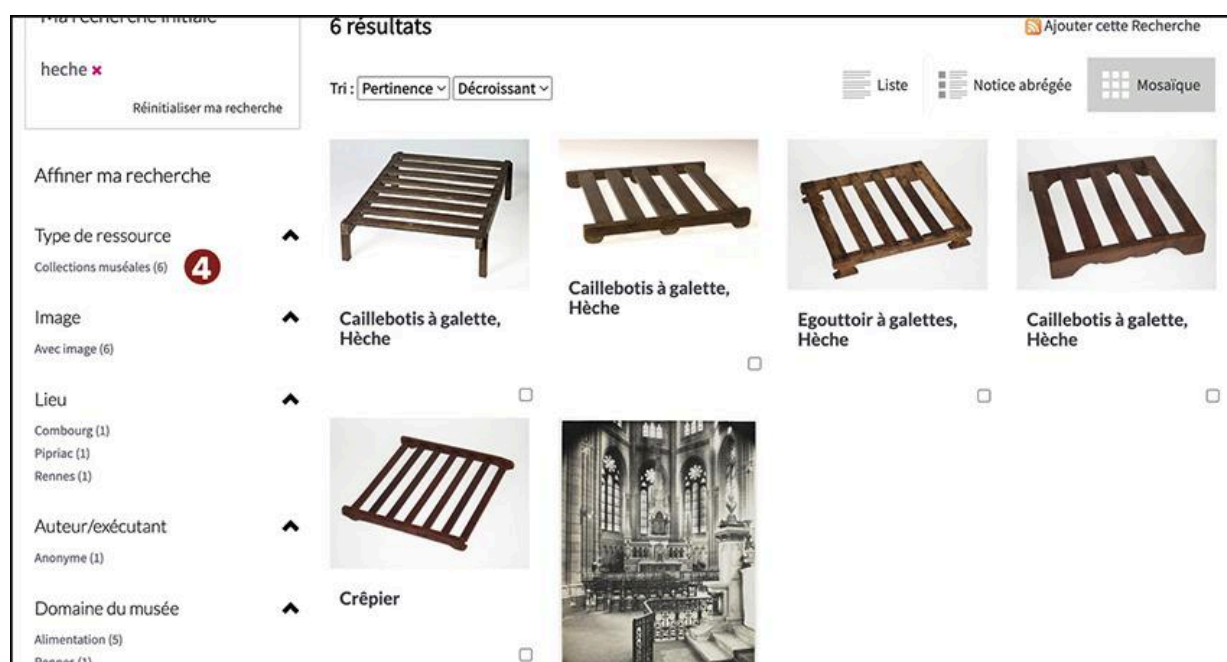 Ma recherche initiale
heche ×
Réinitialiser ma recherche
Affiner ma recherche
Type de ressource
Collections muséales (6)
4
Image
Avec image (6)
Lieu
Combourg (1)
Pipriac (1)
Rennes (1)
Auteur/exécutant
Anonyme (1)
Domaine du musée
Alimentation (5)
Rennes (1)
6 résultats
Ajouter cette Recherche
Tri : Pertinence Décroissant
Liste
Notice abrégée
Mosaïque
Caillebotis à galette,
Hèche
Caillebotis à galette,
Hèche
Egouttoir à galettes,
Hèche
Caillebotis à galette,
Hèche
Crêpier